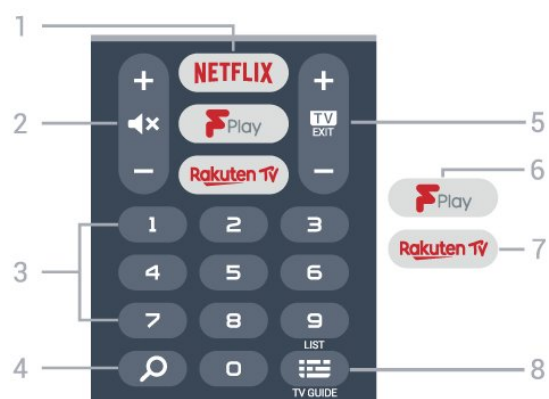 1
NETFLIX
+ +
2
TV
EXIT
5
F Play
6
- -
F Play
Rakuten TV
1 2 3
Rakuten TV
7
3
4 5 6
7 8 9
LIST
4
0
8
TV GUIDE